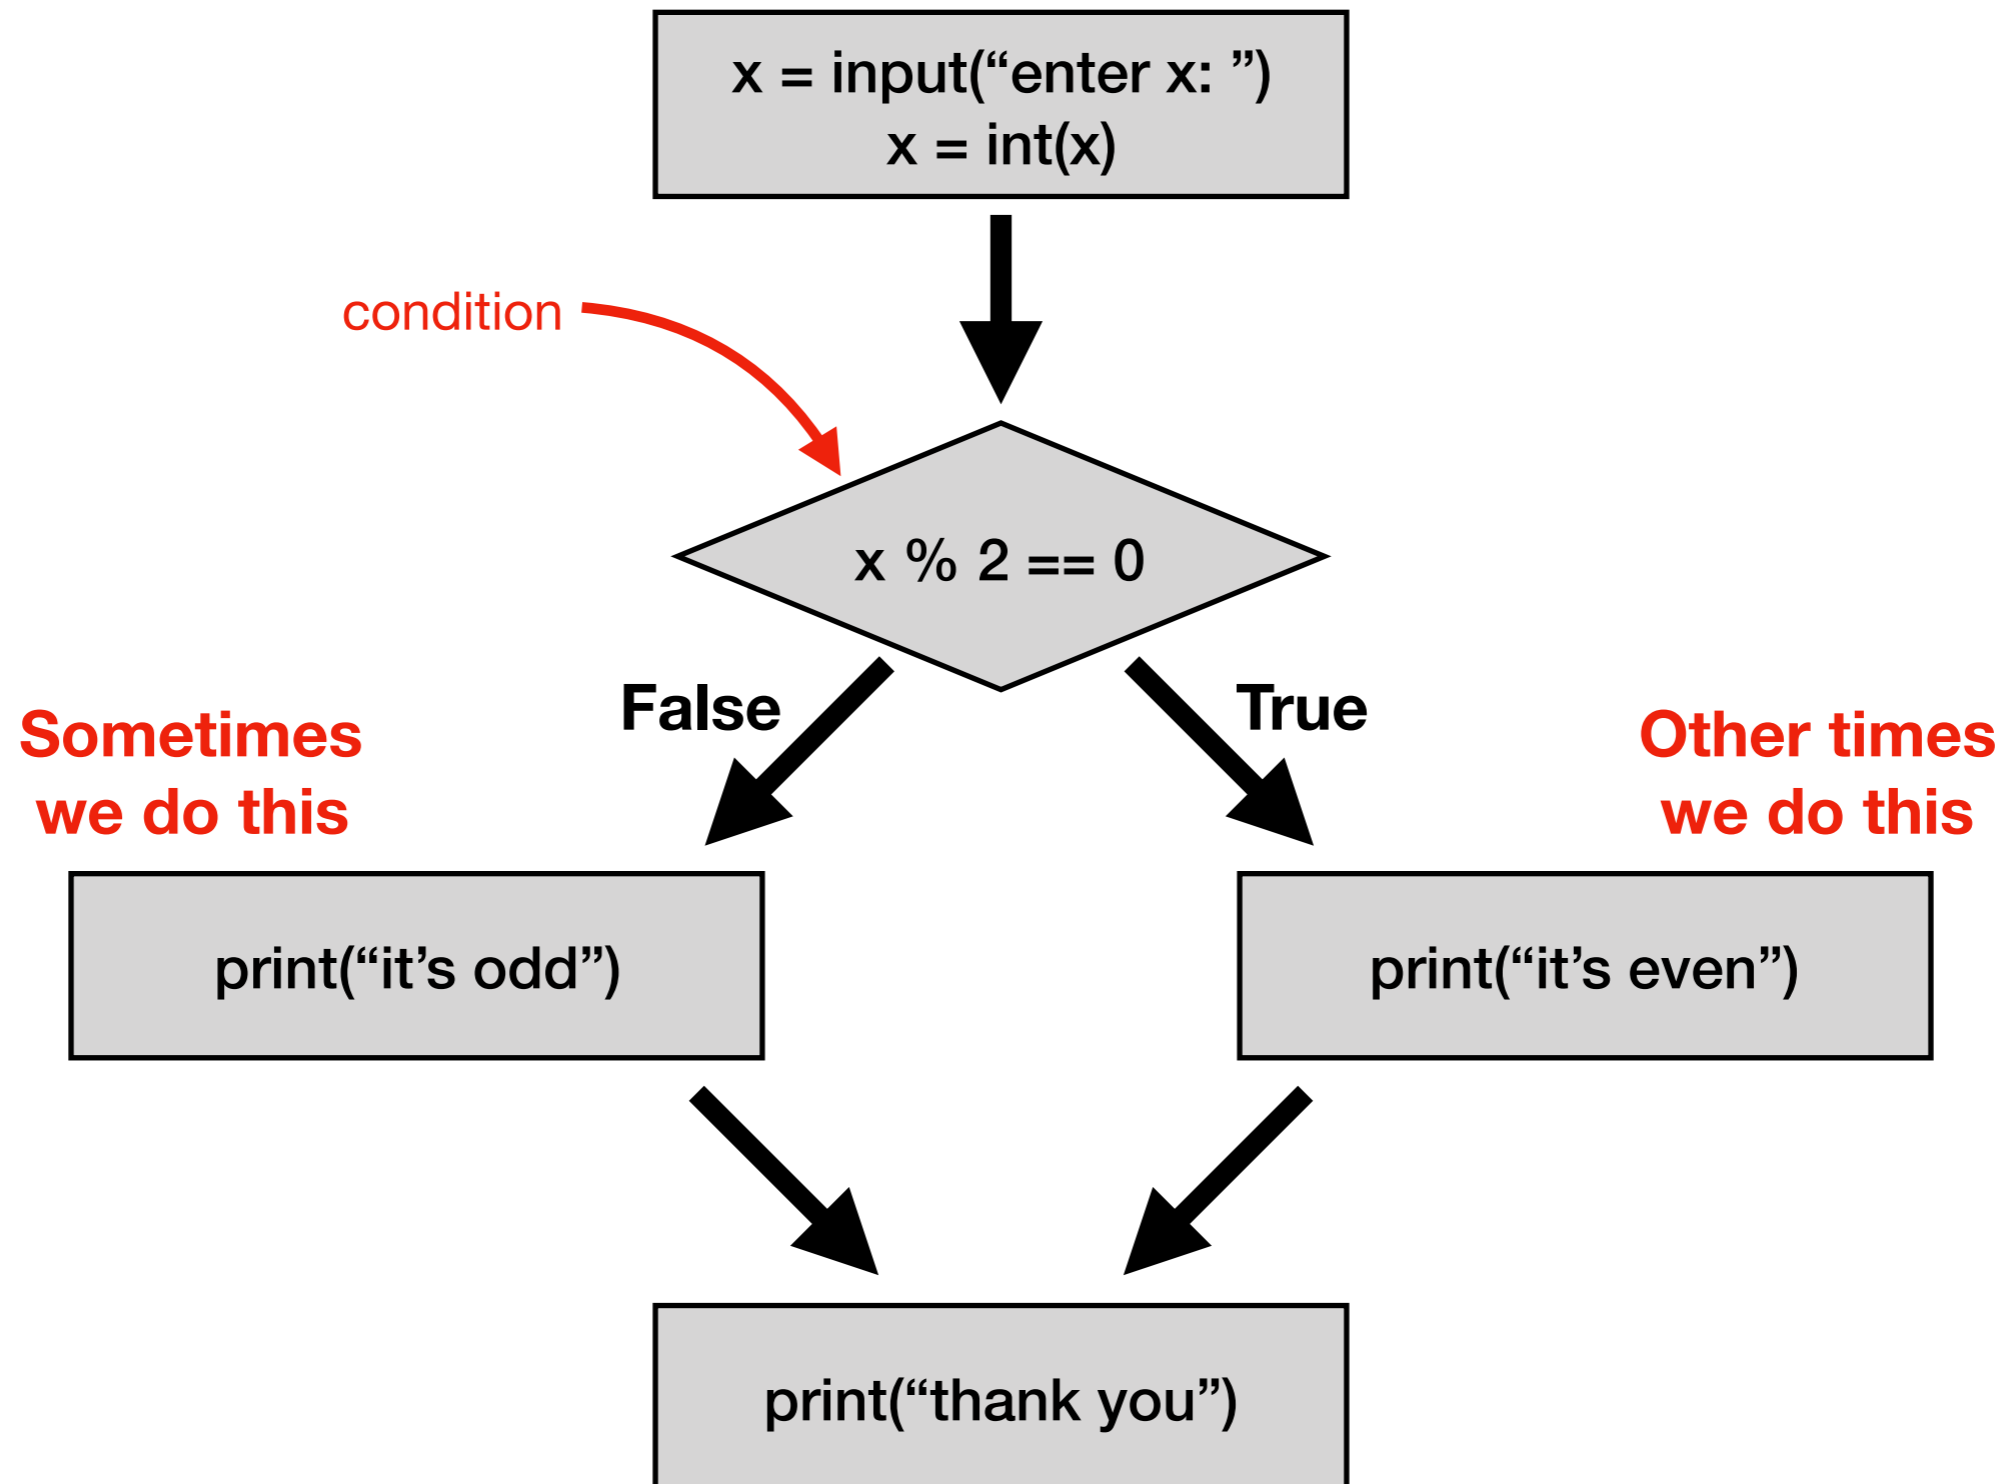 x = input(“enter x: ”)
x = int(x)
condition
x % 2 == 0
False
True
Sometimes
we do this
Other times
we do this
print(“it’s odd”)
print(“it’s even”)
print(“thank you”)